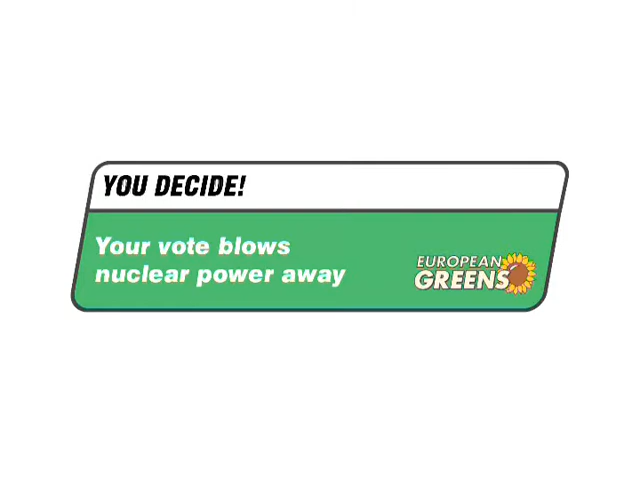 YOU DECIDE!
Your vote blows
nuclear power away
EUROPEAN
GREENS